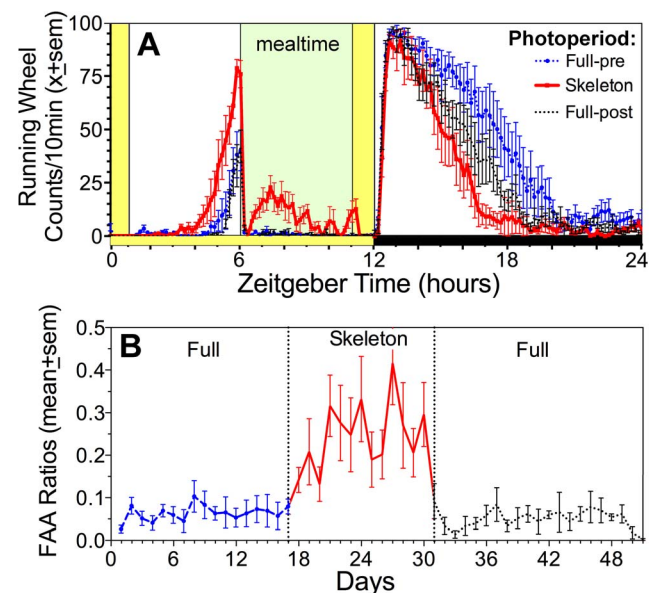 A
mealtime
Photoperiod:
Full-pre
Skeleton
Full-post
Running Wheel
Counts/10min (x±sem)
100
75
50
25
0
0 6 12 18 24
Zeitgeber Time (hours)
B
Full Skeleton Full
FAA Ratios (mean±sem)
0.5
0.4
0.3
0.2
0.1
0.0
0 6 12 18 24 30 36 42 48
Days